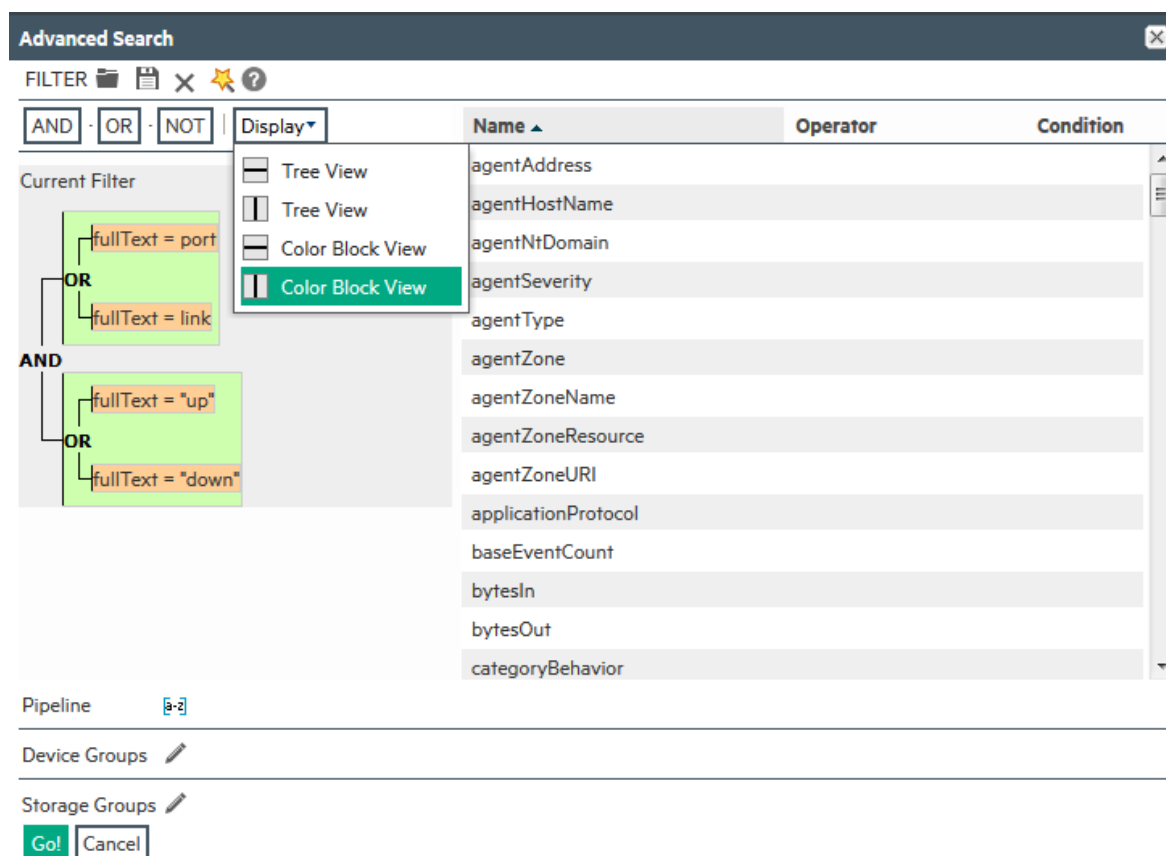 Advanced Search
FILTER
AND · OR · NOT | Display
Name Operator Condition
Tree View
Tree View
Color Block View
Color Block View
Current Filter
fullText = port
OR
fullText = link
AND
fullText = "up"
OR
fullText = "down"
agentAddress
agentHostName
agentNtDomain
agentSeverity
agentType
agentZone
agentZoneName
agentZoneResource
agentZoneURI
applicationProtocol
baseEventCount
bytesIn
bytesOut
categoryBehavior
Pipeline [a-z]
Device Groups
Storage Groups
Go! Cancel